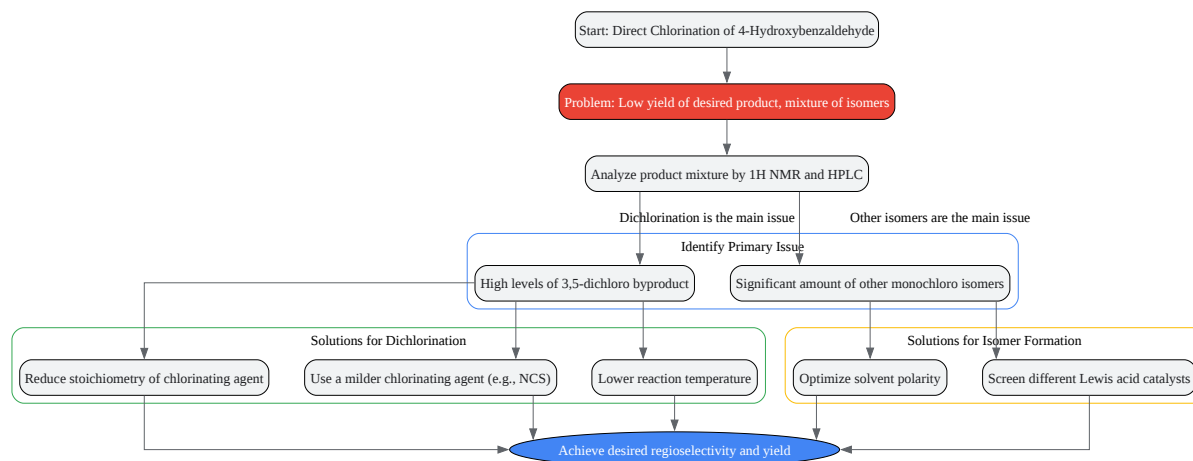 Start: Direct Chlorination of 4-Hydroxybenzaldehyde
Problem: Low yield of desired product, mixture of isomers
Analyze product mixture by 1H NMR and HPLC
Dichlorination is the main issue
Other isomers are the main issue
Identify Primary Issue
High levels of 3,5-dichloro byproduct
Significant amount of other monochloro isomers
Solutions for Dichlorination
Solutions for Isomer Formation
Reduce stoichiometry of chlorinating agent
Use a milder chlorinating agent (e.g., NCS)
Lower reaction temperature
Optimize solvent polarity
Screen different Lewis acid catalysts
Achieve desired regioselectivity and yield